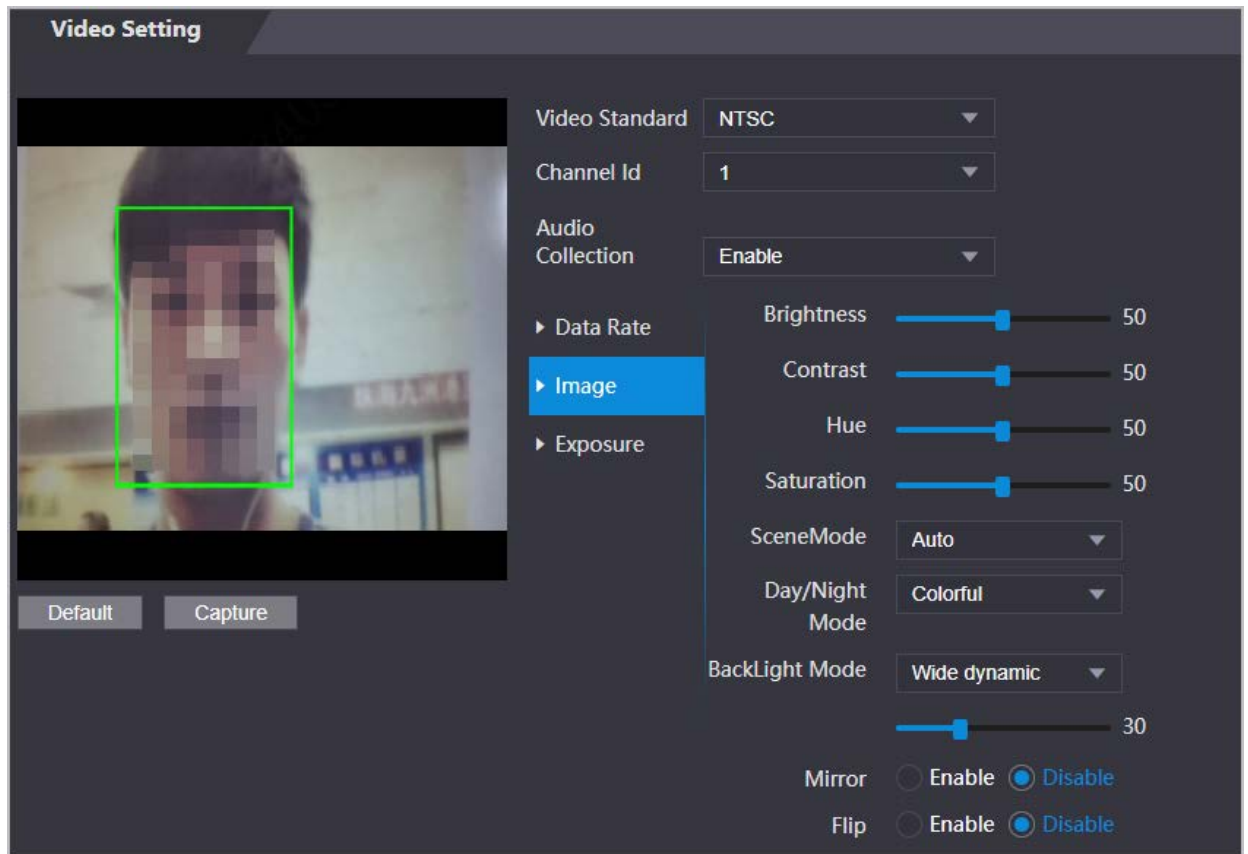 Video Setting
Video Standard NTSC
Channel Id 1
Audio
Collection Enable
Data Rate
Image
Exposure
Brightness 50
Contrast 50
Hue 50
Saturation 50
SceneMode Auto
Day/Night
Mode Colorful
BackLight Mode Wide dynamic
30
Mirror Enable Disable
Flip Enable Disable
Default Capture